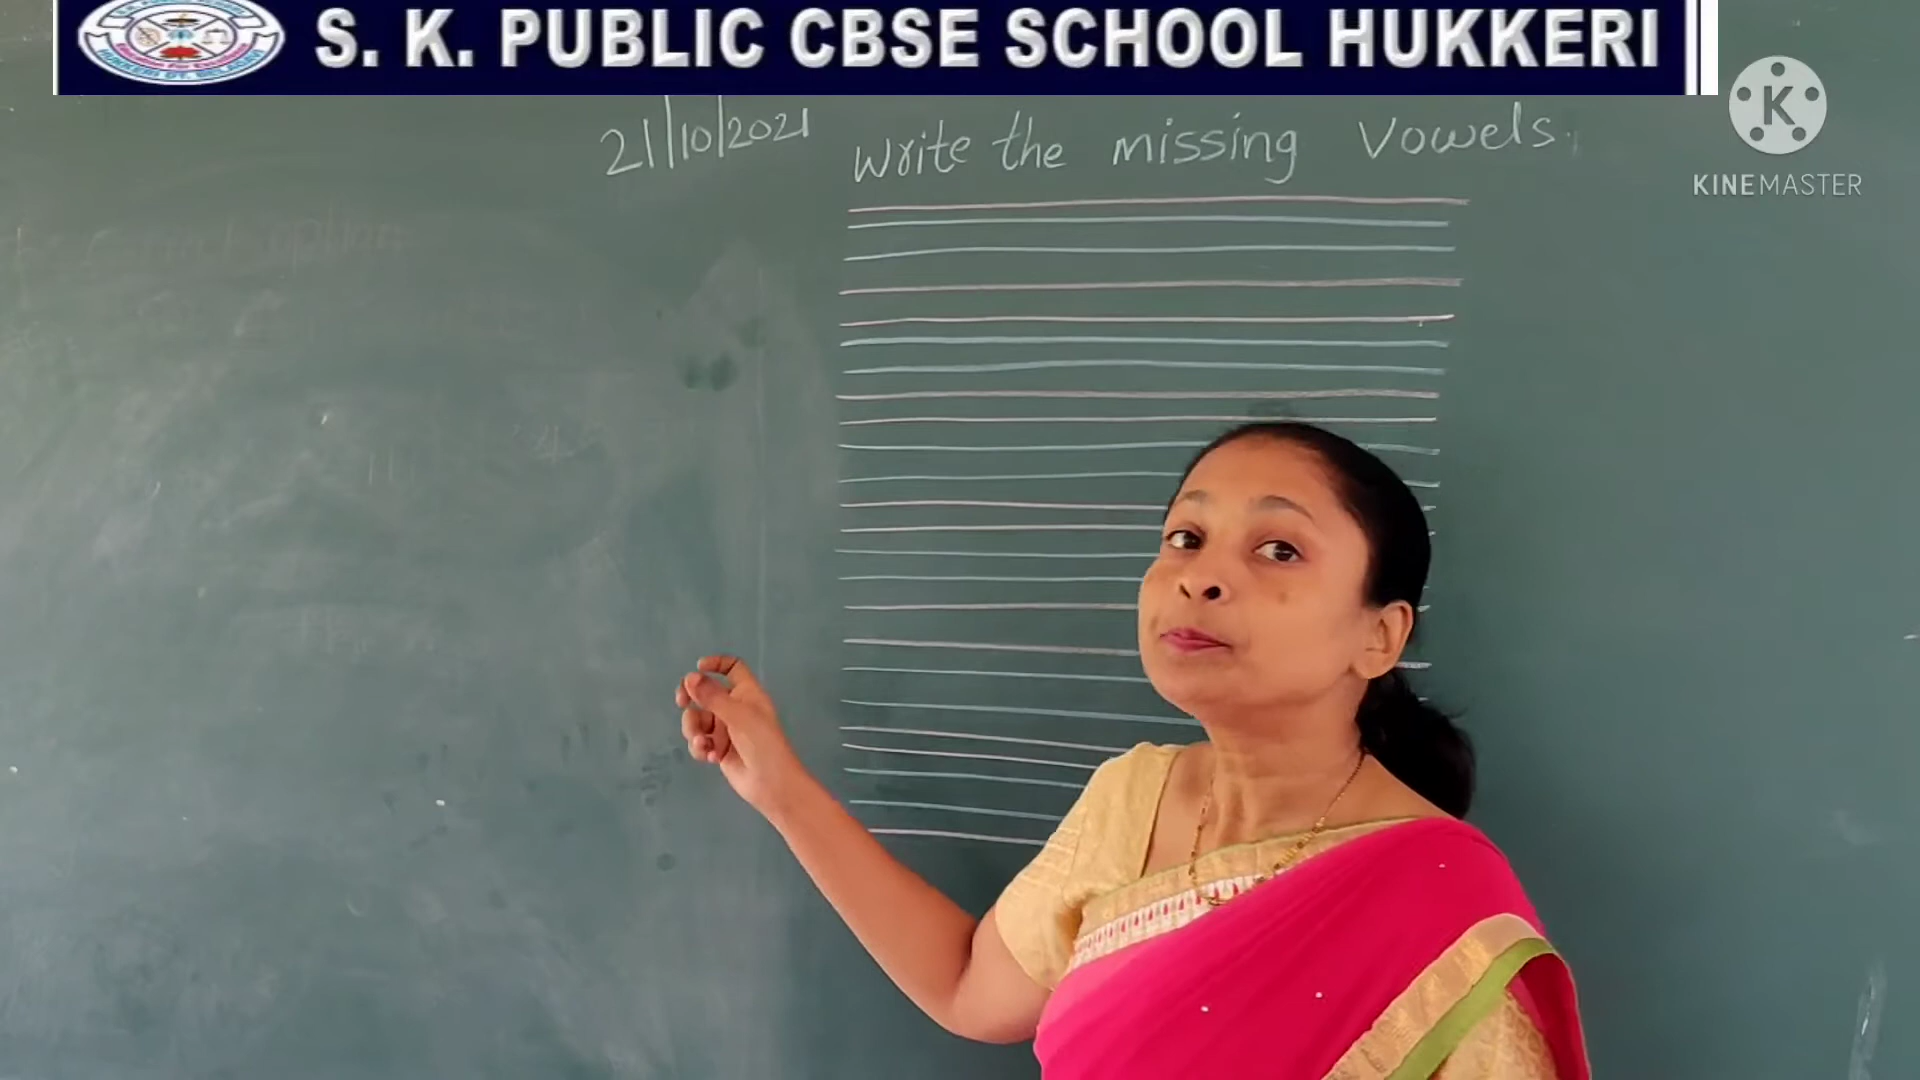 S. K. PUBLIC CBSE SCHOOL HUKKERI
K
KINEMASTER
21/10/2021 Write the missing Vowels.